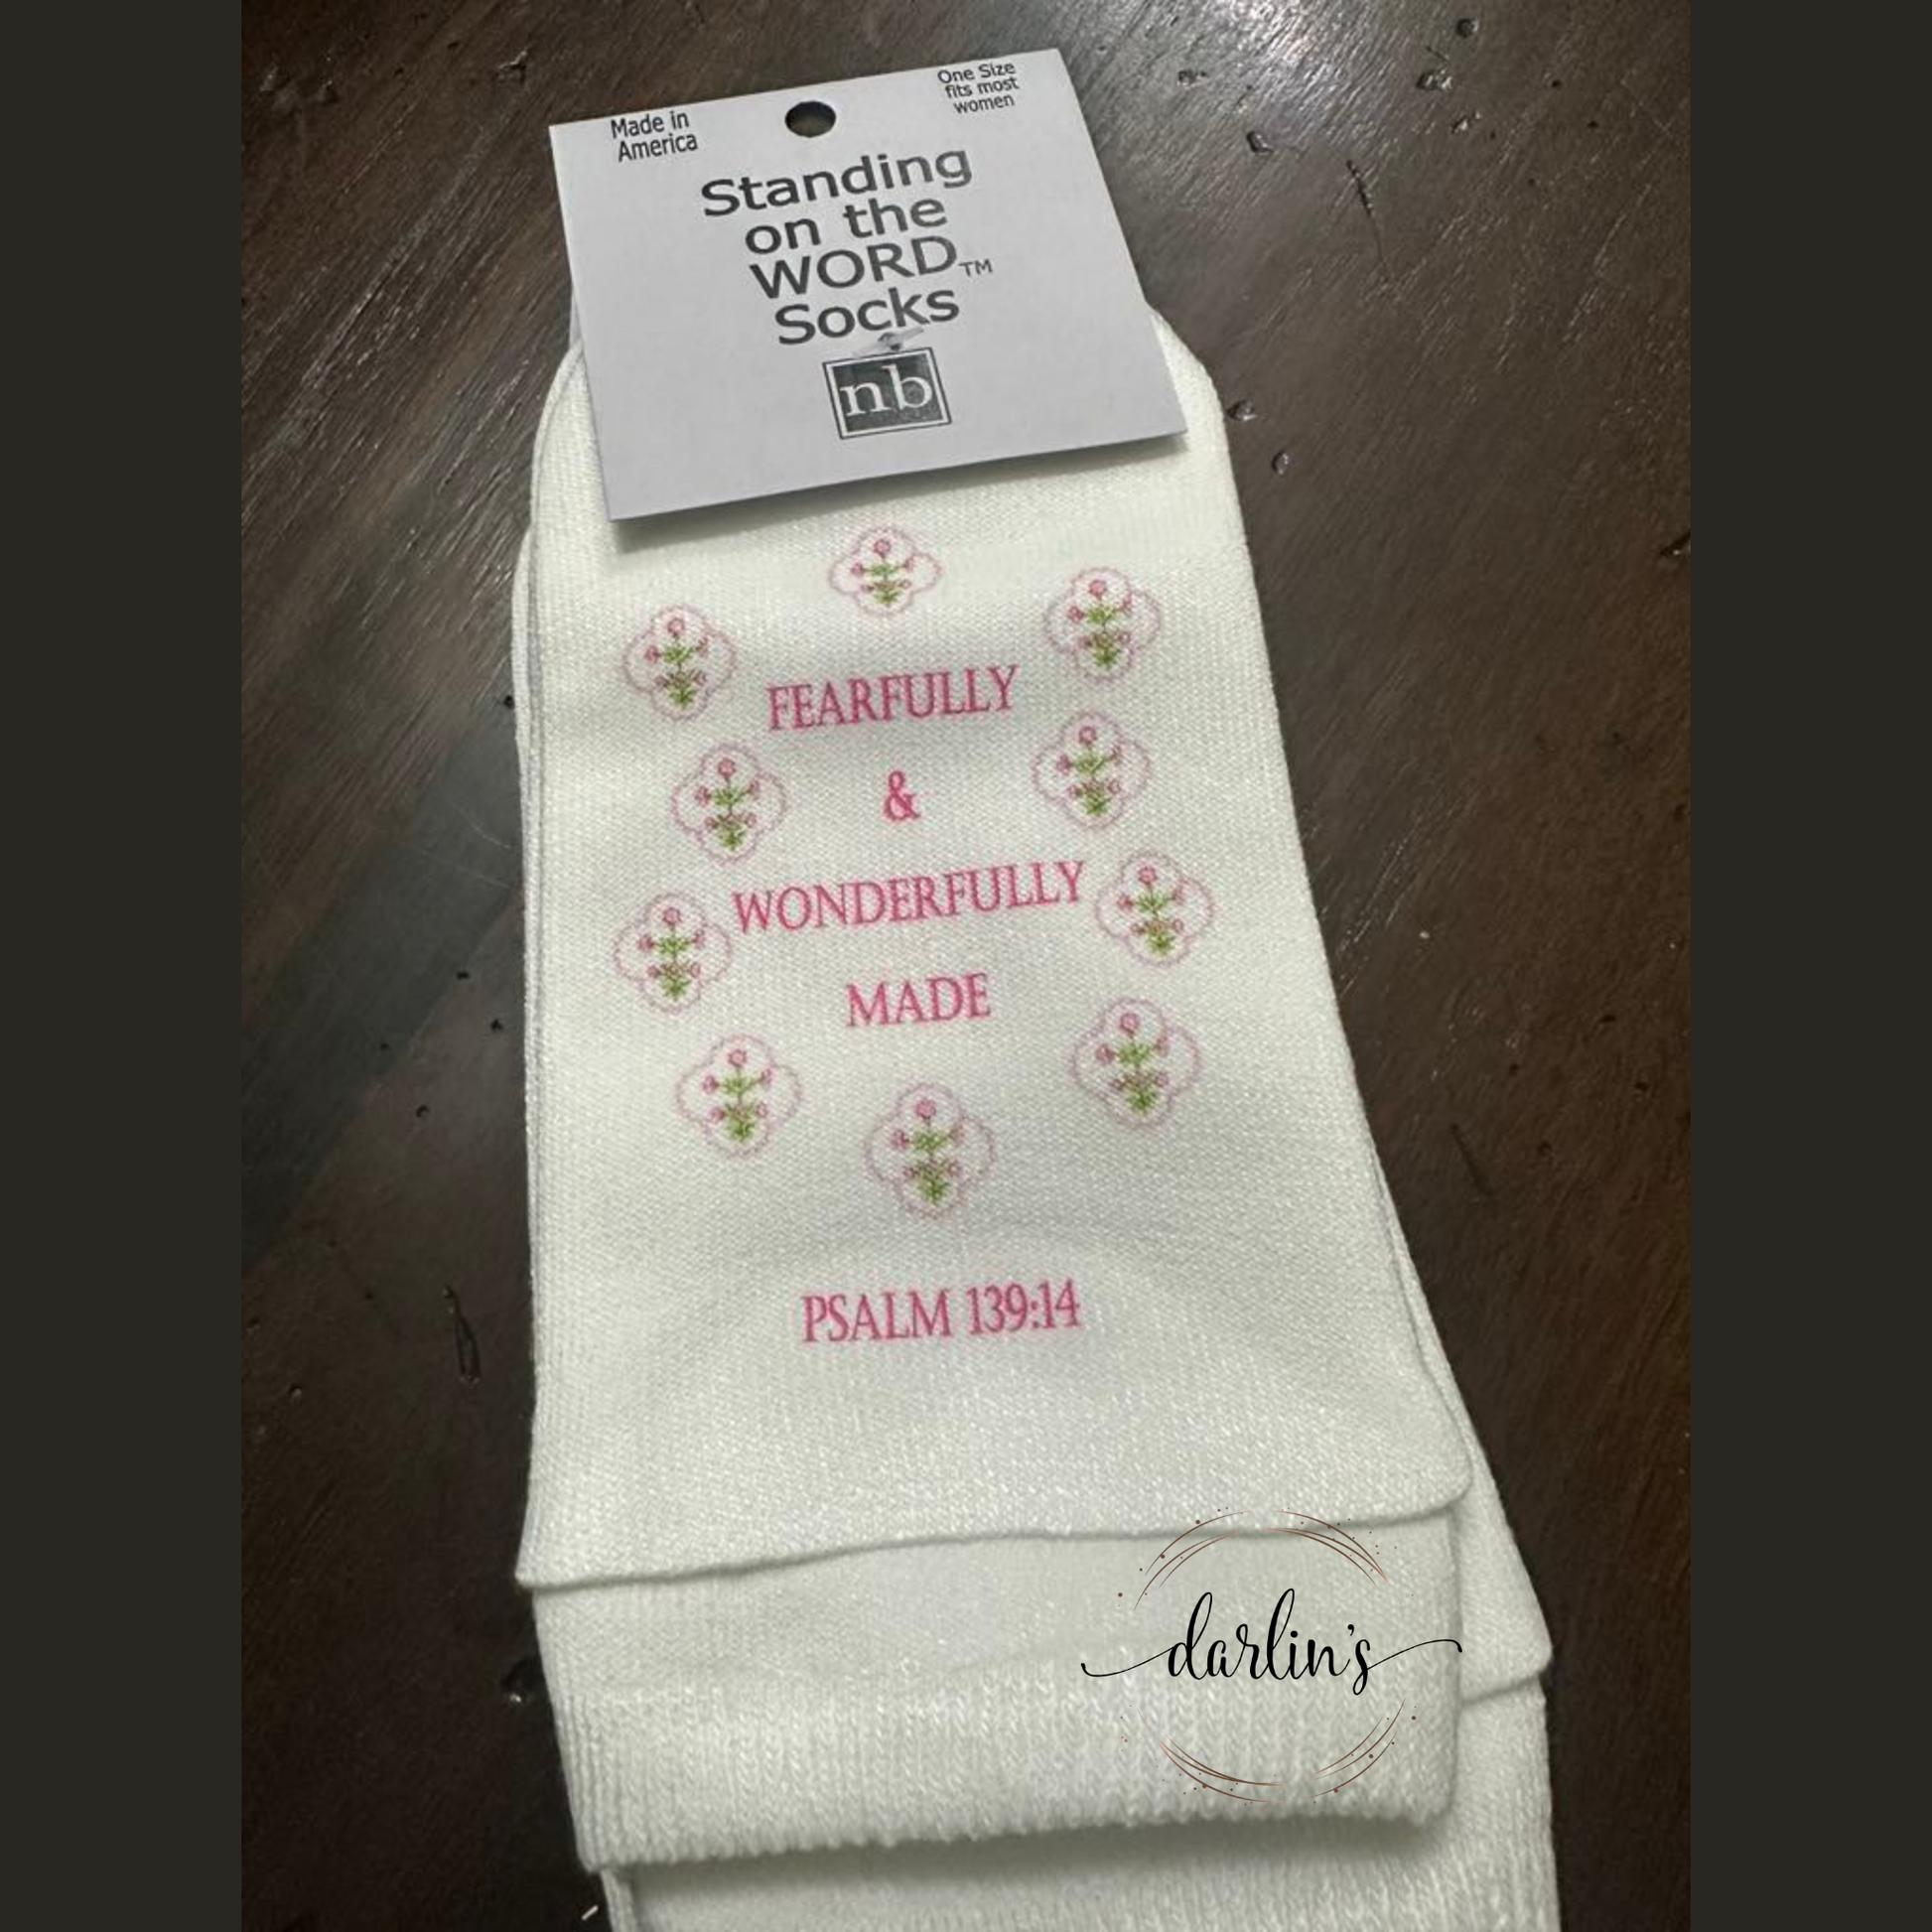 Made in
America
One Size
fits most
women
Standing
on the
WORD™
Socks
nb
FEARFULLY
&
WONDERFULLY
MADE
PSALM 139:14
darlin's